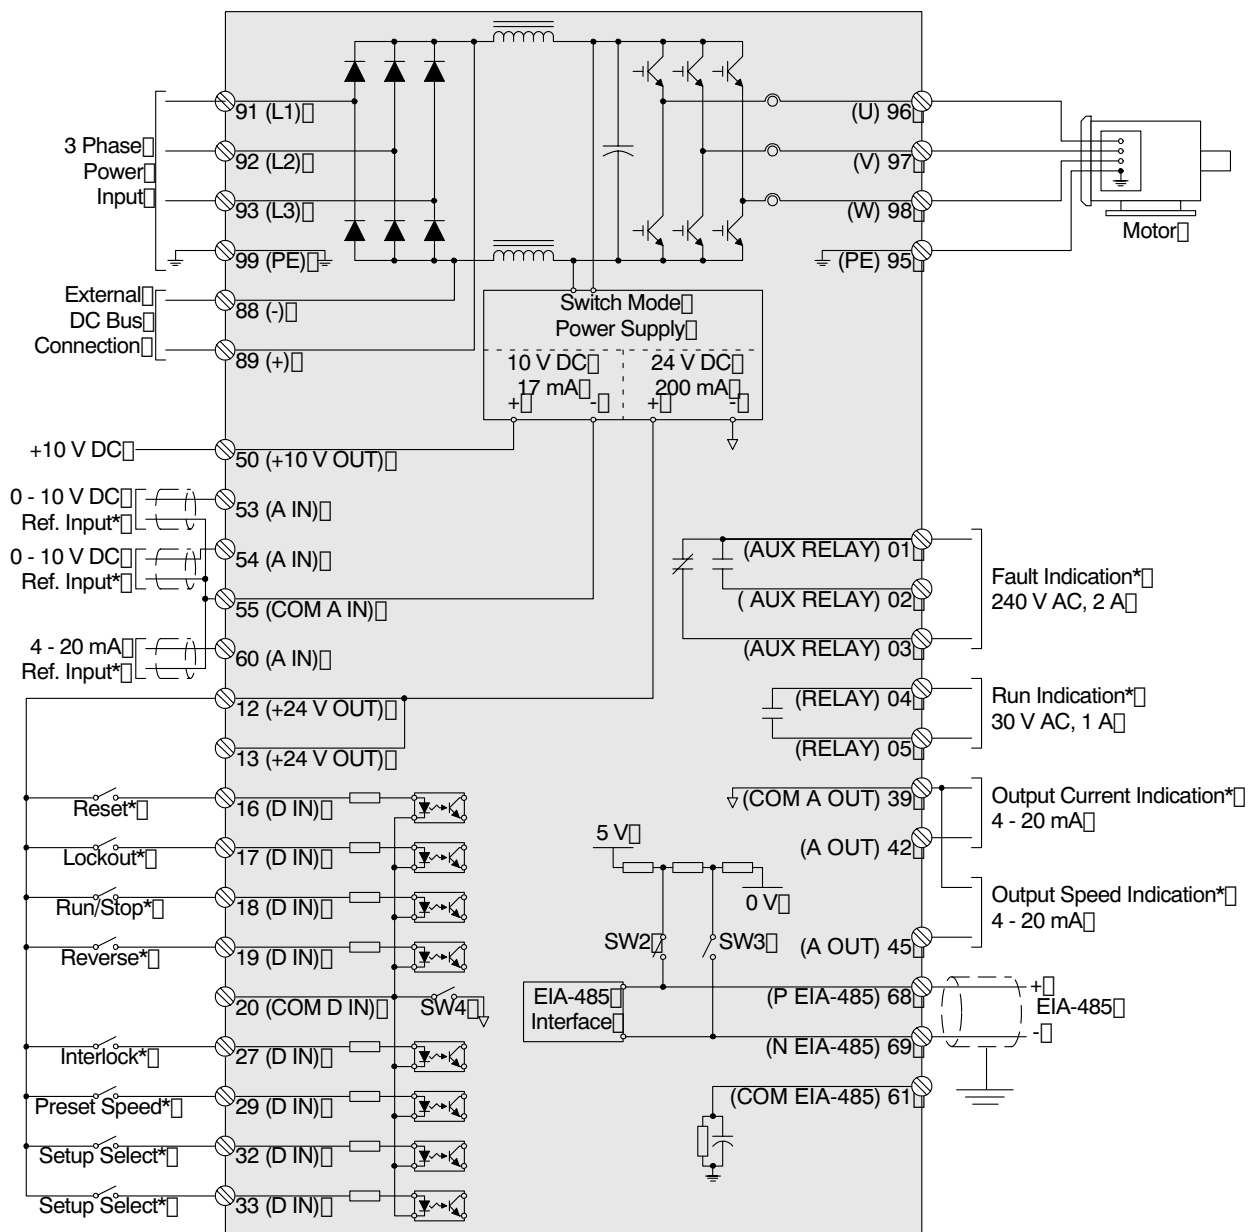 3 Phase
Power
Input
91 (L1)
92 (L2)
93 (L3)
99 (PE)
External
DC Bus
Connection
88 (-)
89 (+)
(U) 96
(V) 97
(W) 98
(PE) 95
Motor
Switch Mode
Power Supply
10 V DC
17 mA
+ -
24 V DC
200 mA
+ -
+10 V DC
50 (+10 V OUT)
0 - 10 V DC
Ref. Input*
53 (A IN)
0 - 10 V DC
Ref. Input*
54 (A IN)
55 (COM A IN)
4 - 20 mA
Ref. Input*
60 (A IN)
12 (+24 V OUT)
13 (+24 V OUT)
Reset*
16 (D IN)
Lockout*
17 (D IN)
Run/Stop*
18 (D IN)
Reverse*
19 (D IN)
20 (COM D IN)
SW4
Interlock*
27 (D IN)
Preset Speed*
29 (D IN)
Setup Select*
32 (D IN)
Setup Select*
33 (D IN)
(AUX RELAY) 01
( AUX RELAY) 02
(AUX RELAY) 03
Fault Indication*
240 V AC, 2 A
(RELAY) 04
(RELAY) 05
Run Indication*
30 V AC, 1 A
(COM A OUT) 39
(A OUT) 42
Output Current Indication*
4 - 20 mA
Output Speed Indication*
4 - 20 mA
(A OUT) 45
5 V
0 V
SW2
SW3
EIA-485
Interface
(P EIA-485) 68
(N EIA-485) 69
+
EIA-485
-
(COM EIA-485) 61